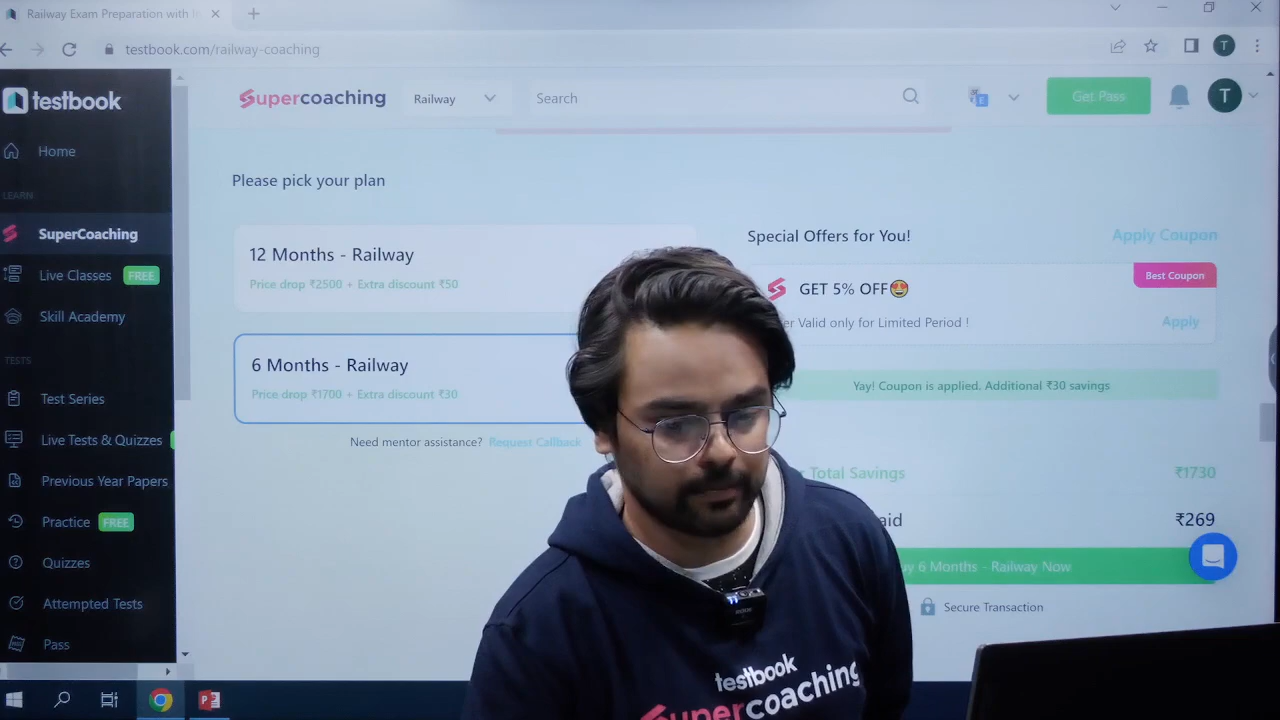 Railway Exam Preparation with
testbook.com/railway-coaching
T
testbook
Supercoaching
Railway
Search
Get Pass
T
Home
LEARN
SuperCoaching
Live Classes FREE
Skill Academy
TESTS
Test Series
Live Tests & Quizzes
Previous Year Papers
Practice FREE
Quizzes
Attempted Tests
Pass
Please pick your plan
12 Months - Railway
Price drop ₹2500 + Extra discount ₹50
6 Months - Railway
Price drop ₹1700 + Extra discount ₹30
Need mentor assistance? Request Callback
Special Offers for You!
Apply Coupon
Best Coupon
GET 5% OFF
Valid only for Limited Period !
Apply
Yay! Coupon is applied. Additional ₹30 savings
Total Savings
₹1730
₹269
6 Months - Railway Now
Secure Transaction
testbook
Supercoaching